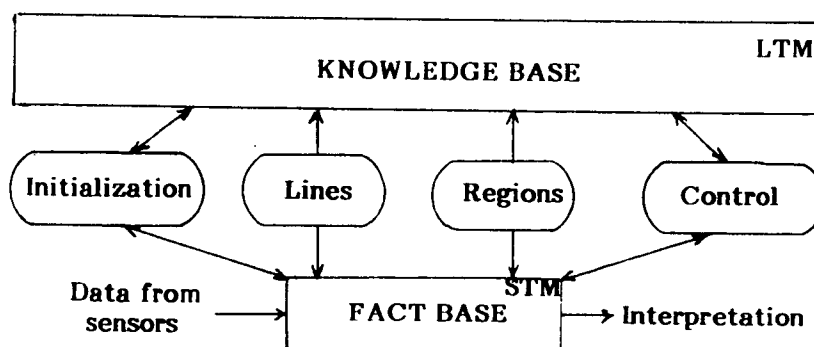 LTM
KNOWLEDGE BASE
Initialization
Lines
Regions
Control
Data from
sensors
STM
FACT BASE
Interpretation